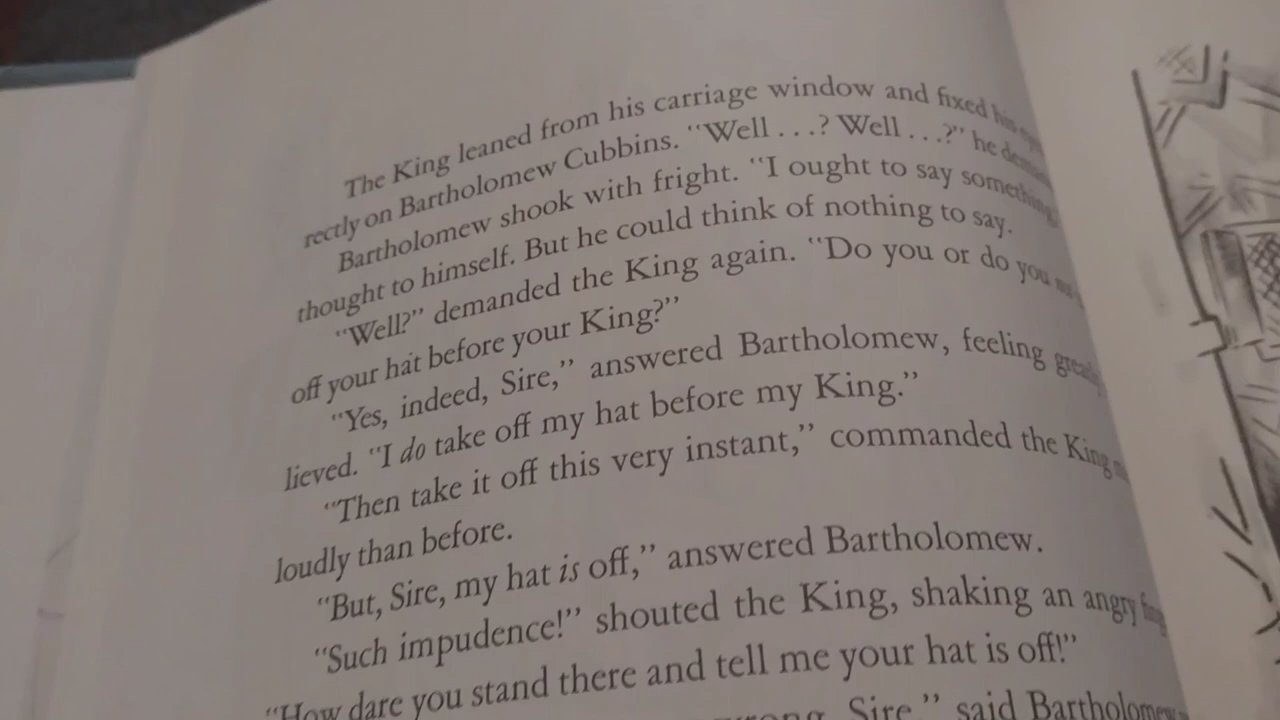 The King leaned from his carriage window and fixed his
rectly on Bartholomew Cubbins. “Well . . .? Well . . .?” he
Bartholomew shook with fright. “I ought to say something,
thought to himself. But he could think of nothing to say.
“Well?” demanded the King again. “Do you or do you
off your hat before your King?”
“Yes, indeed, Sire,” answered Bartholomew, feeling
lieved. “I do take off my hat before my King.”
“Then take it off this very instant,” commanded the King
loudly than before.
“But, Sire, my hat is off,” answered Bartholomew.
“Such impudence!” shouted the King, shaking an angry
“How dare you stand there and tell me your hat is off!”
Sire,” said Bartholomew